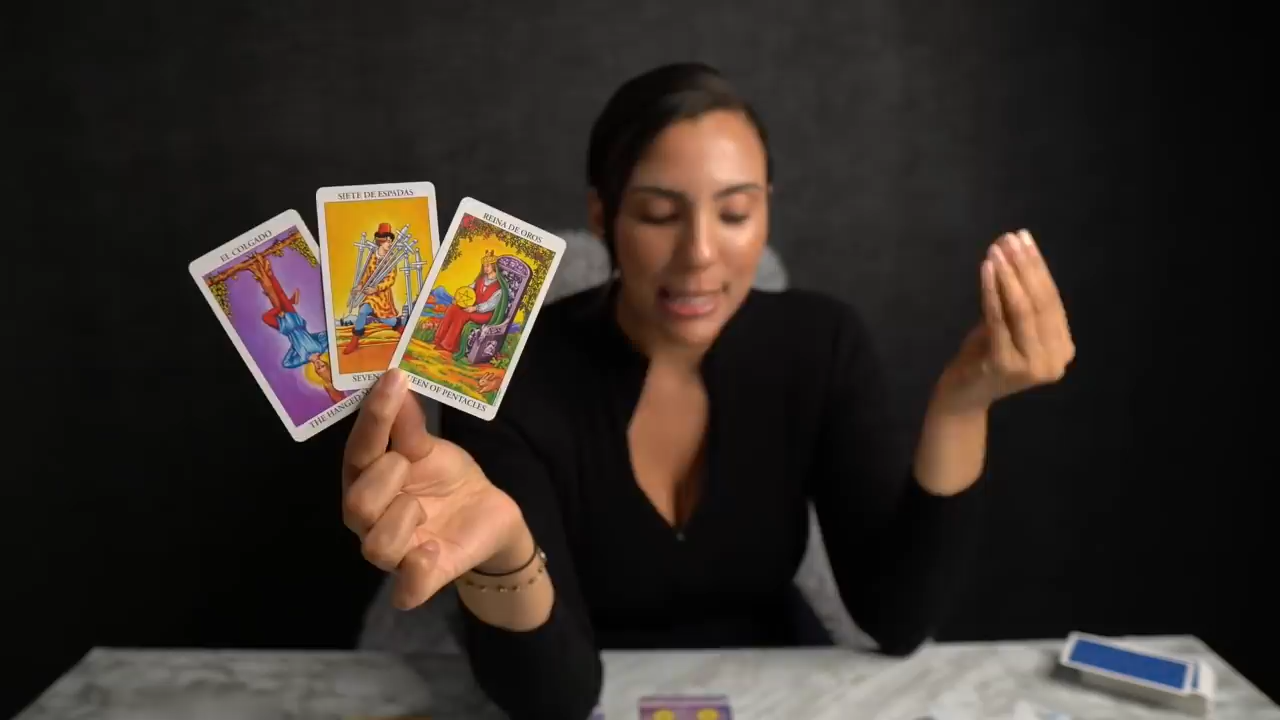 EL COLGADO
THE HANGED
SIETE DE ESPADAS
SEVEN
REINA DE OROS
QUEEN OF PENTACLES